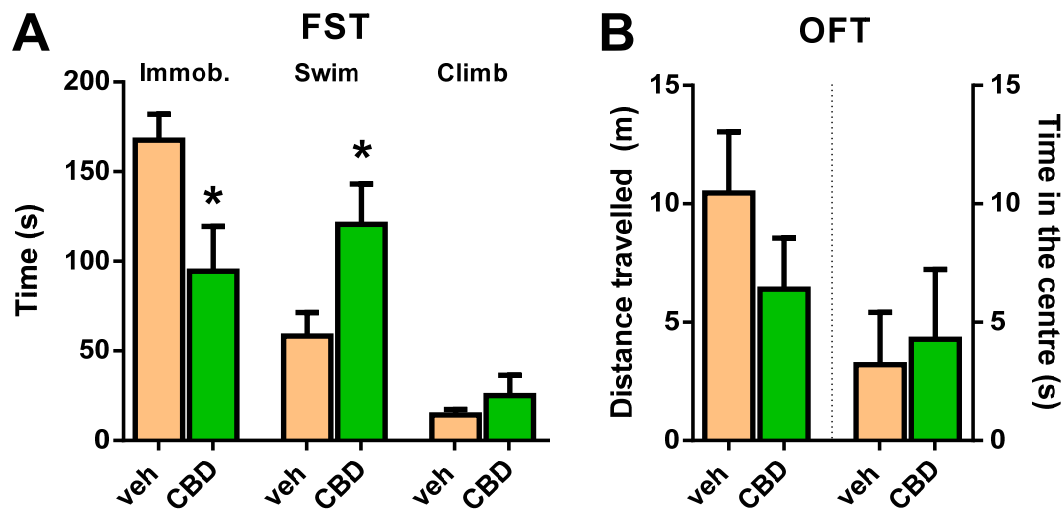 A
FST
Immob.
Swim
Climb
Time (s)
200
150
100
50
0
*
*
veh
CBD
veh
CBD
veh
CBD
B
OFT
Distance travelled (m)
15
10
5
0
15
10
5
0
Time in the centre (s)
veh
CBD
veh
CBD